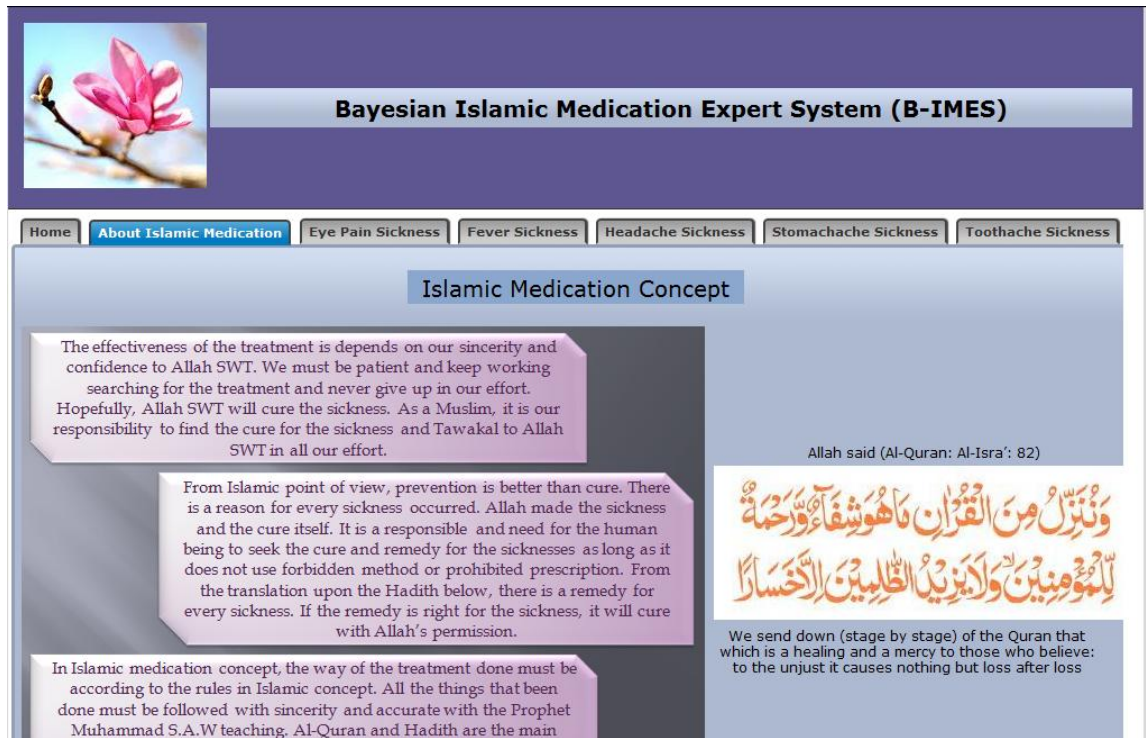 Bayesian Islamic Medication Expert System (B-IMES)
Home
About Islamic Medication
Eye Pain Sickness
Fever Sickness
Headache Sickness
Stomachache Sickness
Toothache Sickness
Islamic Medication Concept
The effectiveness of the treatment is depends on our sincerity and
confidence to Allah SWT. We must be patient and keep working
searching for the treatment and never give up in our effort.
Hopefully, Allah SWT will cure the sickness. As a Muslim, it is our
responsibility to find the cure for the sickness and Tawakal to Allah
SWT in all our effort.
From Islamic point of view, prevention is better than cure. There
is a reason for every sickness occurred. Allah made the sickness
and the cure itself. It is a responsible and need for the human
being to seek the cure and remedy for the sicknesses as long as it
does not use forbidden method or prohibited prescription. From
the translation upon the Hadith below, there is a remedy for
every sickness. If the remedy is right for the sickness, it will cure
with Allah's permission.
In Islamic medication concept, the way of the treatment done must be
according to the rules in Islamic concept. All the things that been
done must be followed with sincerity and accurate with the Prophet
Muhammad S.A.W teaching. Al-Quran and Hadith are the main
Allah said (Al-Quran: Al-Isra': 82)
وَنُنَزِّلُ مِنَ الْقُرْاٰنِ مَا هُوَ شِفَآءٌ وَّرَحْمَةٌ
لِّلْمُؤْمِنِيْنَ ۙ وَلَا يَزِيْدُ الظّٰلِمِيْنَ اِلَّا خَسَارًا
We send down (stage by stage) of the Quran that
which is a healing and a mercy to those who believe:
to the unjust it causes nothing but loss after loss